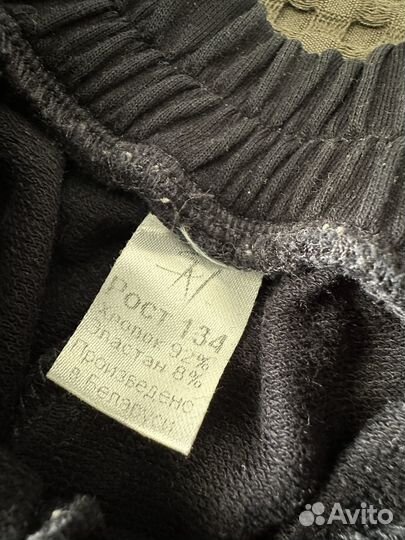 Рост 134
хлопок 92%
Эластан 8%
Произведено
в Беларуси
Avito